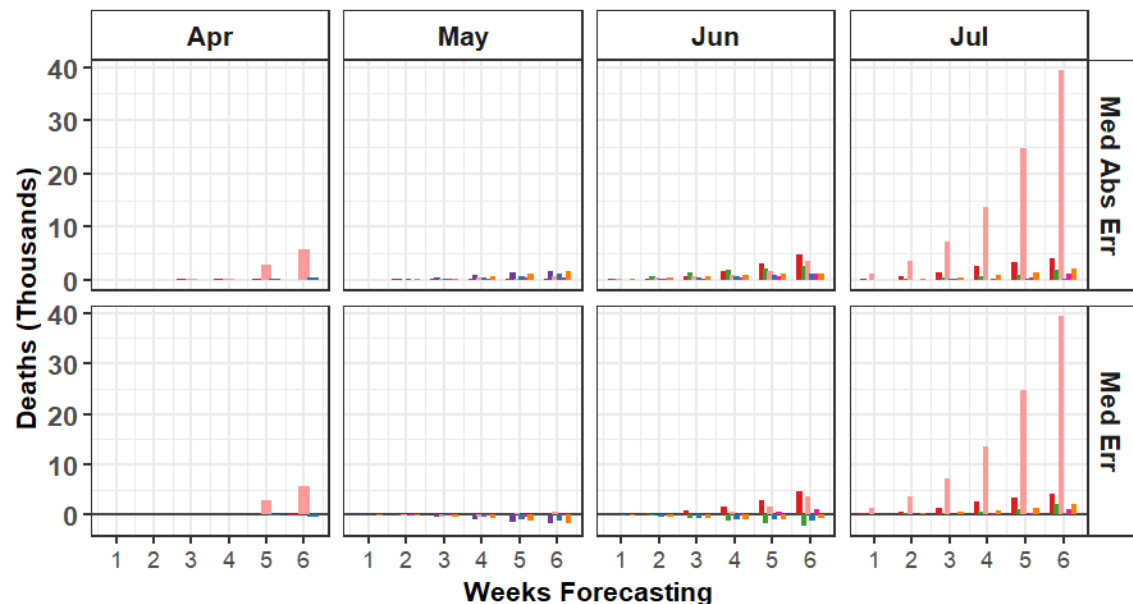 Apr May Jun Jul
40
30
20
10
0
Med Abs Err
40
30
20
10
0
Med Err
Deaths (Thousands)
1 2 3 4 5 6 1 2 3 4 5 6 1 2 3 4 5 6 1 2 3 4 5 6
Weeks Forecasting